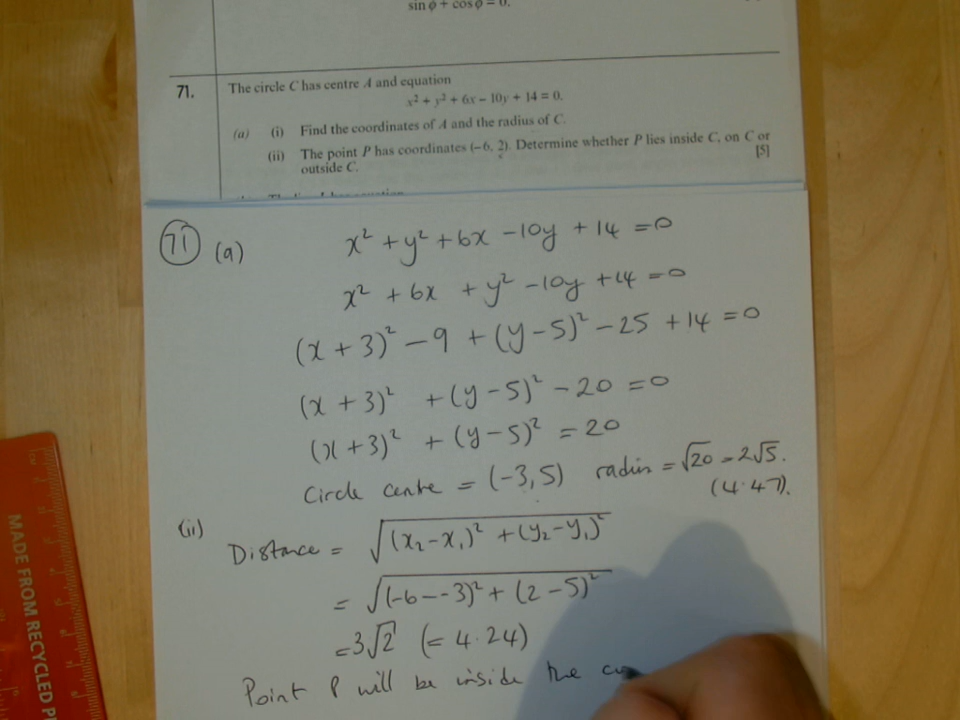 sin φ + cos φ = 0.
71.
The circle C has centre A and equation
x² + y² + 6x − 10y + 14 = 0.
(a) (i) Find the coordinates of A and the radius of C.
(ii) The point P has coordinates (−6, 2). Determine whether P lies inside C, on C or
outside C. [5]
71 (a) x² + y² + 6x − 10y + 14 = 0
x² + 6x + y² − 10y + 14 = 0
(x + 3)² − 9 + (y − 5)² − 25 + 14 = 0
(x + 3)² + (y − 5)² − 20 = 0
(x + 3)² + (y − 5)² = 20
Circle centre = (−3, 5) radius = √20 = 2√5.
(4.47).
(ii)
Distance = √(x₂−x₁)² + (y₂−y₁)²
= √(−6−−3)² + (2−5)²
= 3√2 (= 4.24)
Point P will be inside the
MADE FROM RECYCLED